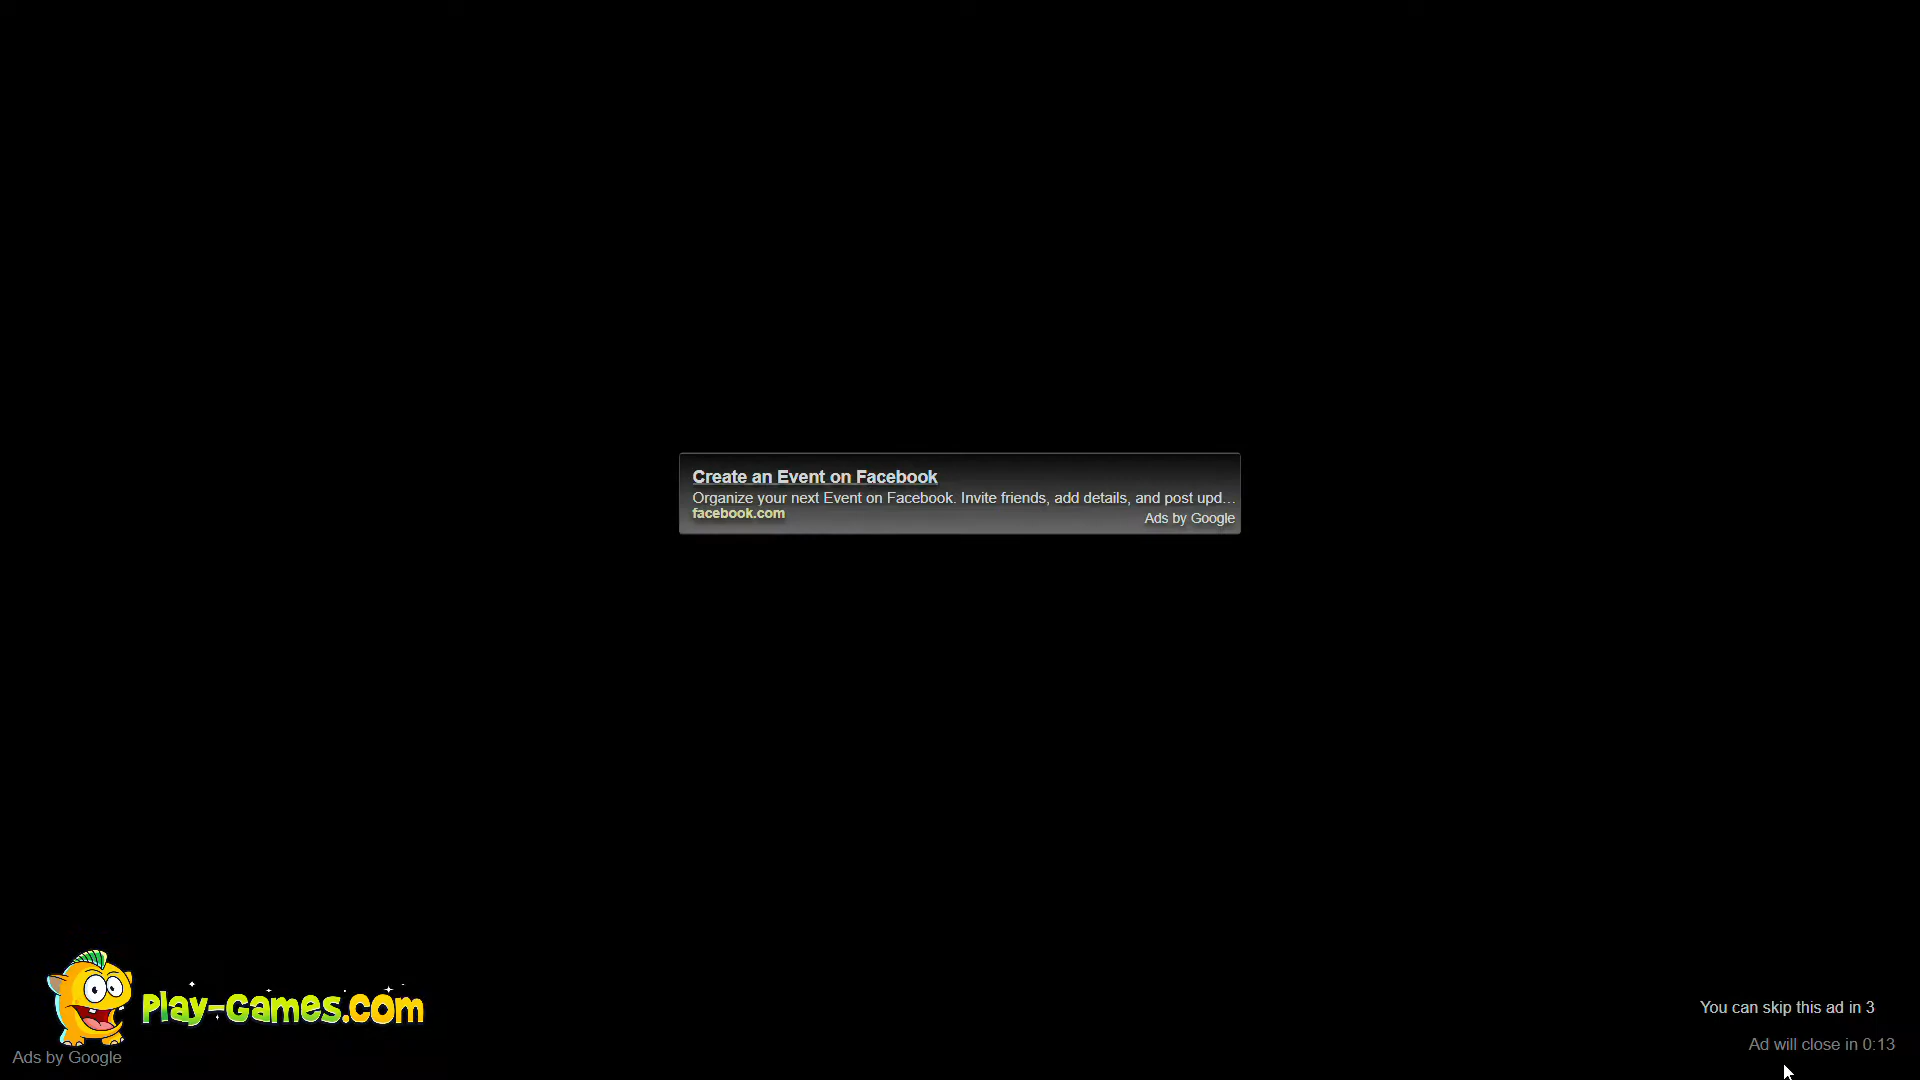 Create an Event on Facebook
Organize your next Event on Facebook. Invite friends, add details, and post upd...
facebook.com
Ads by Google
Play-Games.com
You can skip this ad in 3
Ad will close in 0:13
Ads by Google